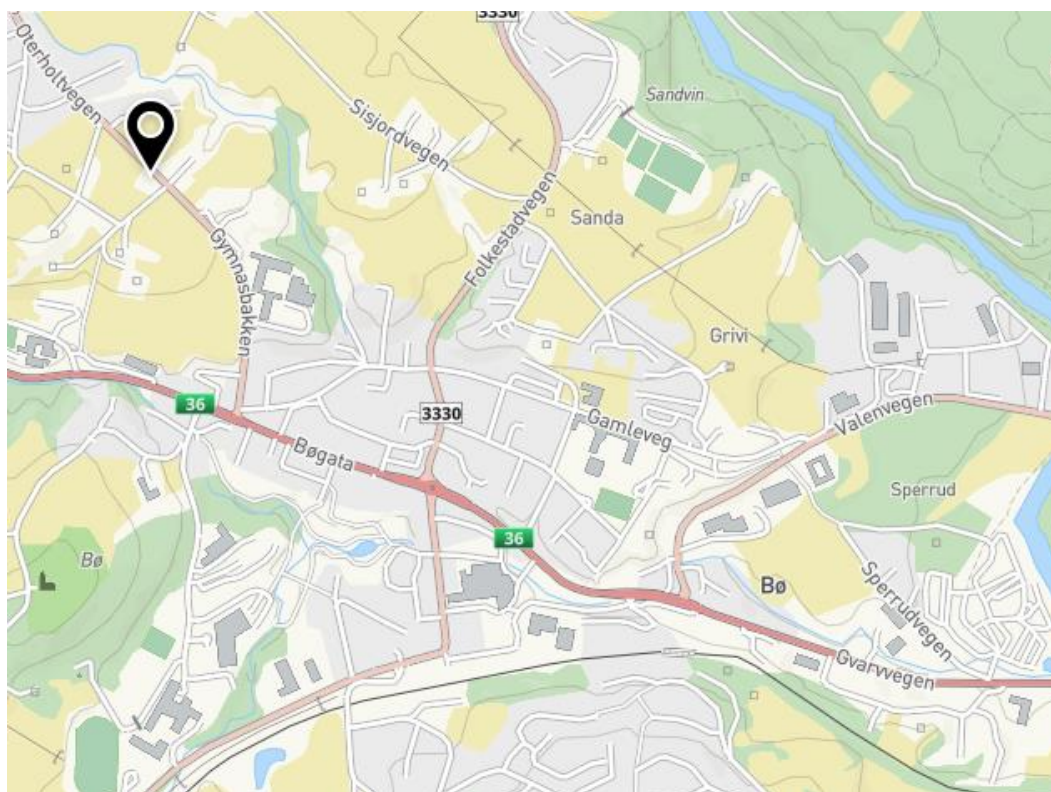 3330
Oterholtvegen
Sandvin
Sisjordvegen
Sanda
Folkestadvegen
Gymnasbakken
Grivi
36
3330
Valenvegen
Gamleveg
Bøgata
Sperrud
36
Bø
Bø
Sperrudvegen
Gvarvvegen